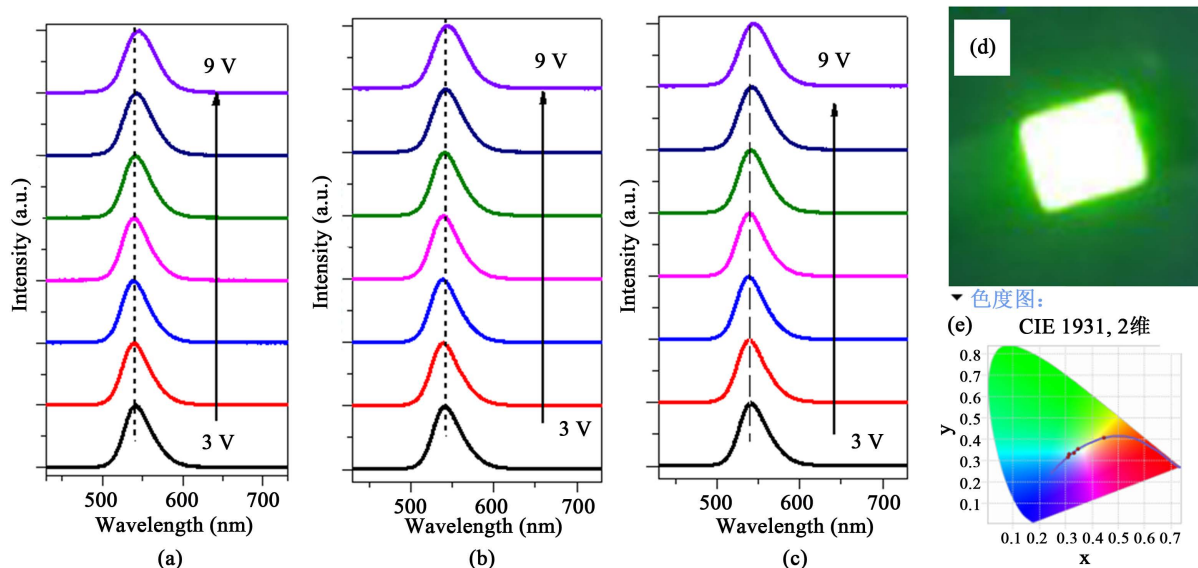 Intensity (a.u.)
9 V
3 V
500
600
700
Wavelength (nm)
(a)
Intensity (a.u.)
9 V
3 V
500
600
700
Wavelength (nm)
(b)
Intensity (a.u.)
9 V
3 V
500
600
700
Wavelength (nm)
(c)
(d)
色度图:
(e)
CIE 1931, 2维
0.8
0.7
0.6
0.5
0.4
0.3
0.2
0.1
y
0.1 0.2 0.3 0.4 0.5 0.6 0.7
x